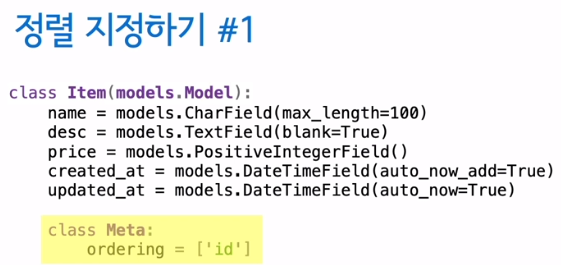 정렬 지정하기 #1
class Item(models.Model):
    name = models.CharField(max_length=100)
    desc = models.TextField(blank=True)
    price = models.PositiveIntegerField()
    created_at = models.DateTimeField(auto_now_add=True)
    updated_at = models.DateTimeField(auto_now=True)
    class Meta:
        ordering = ['id']